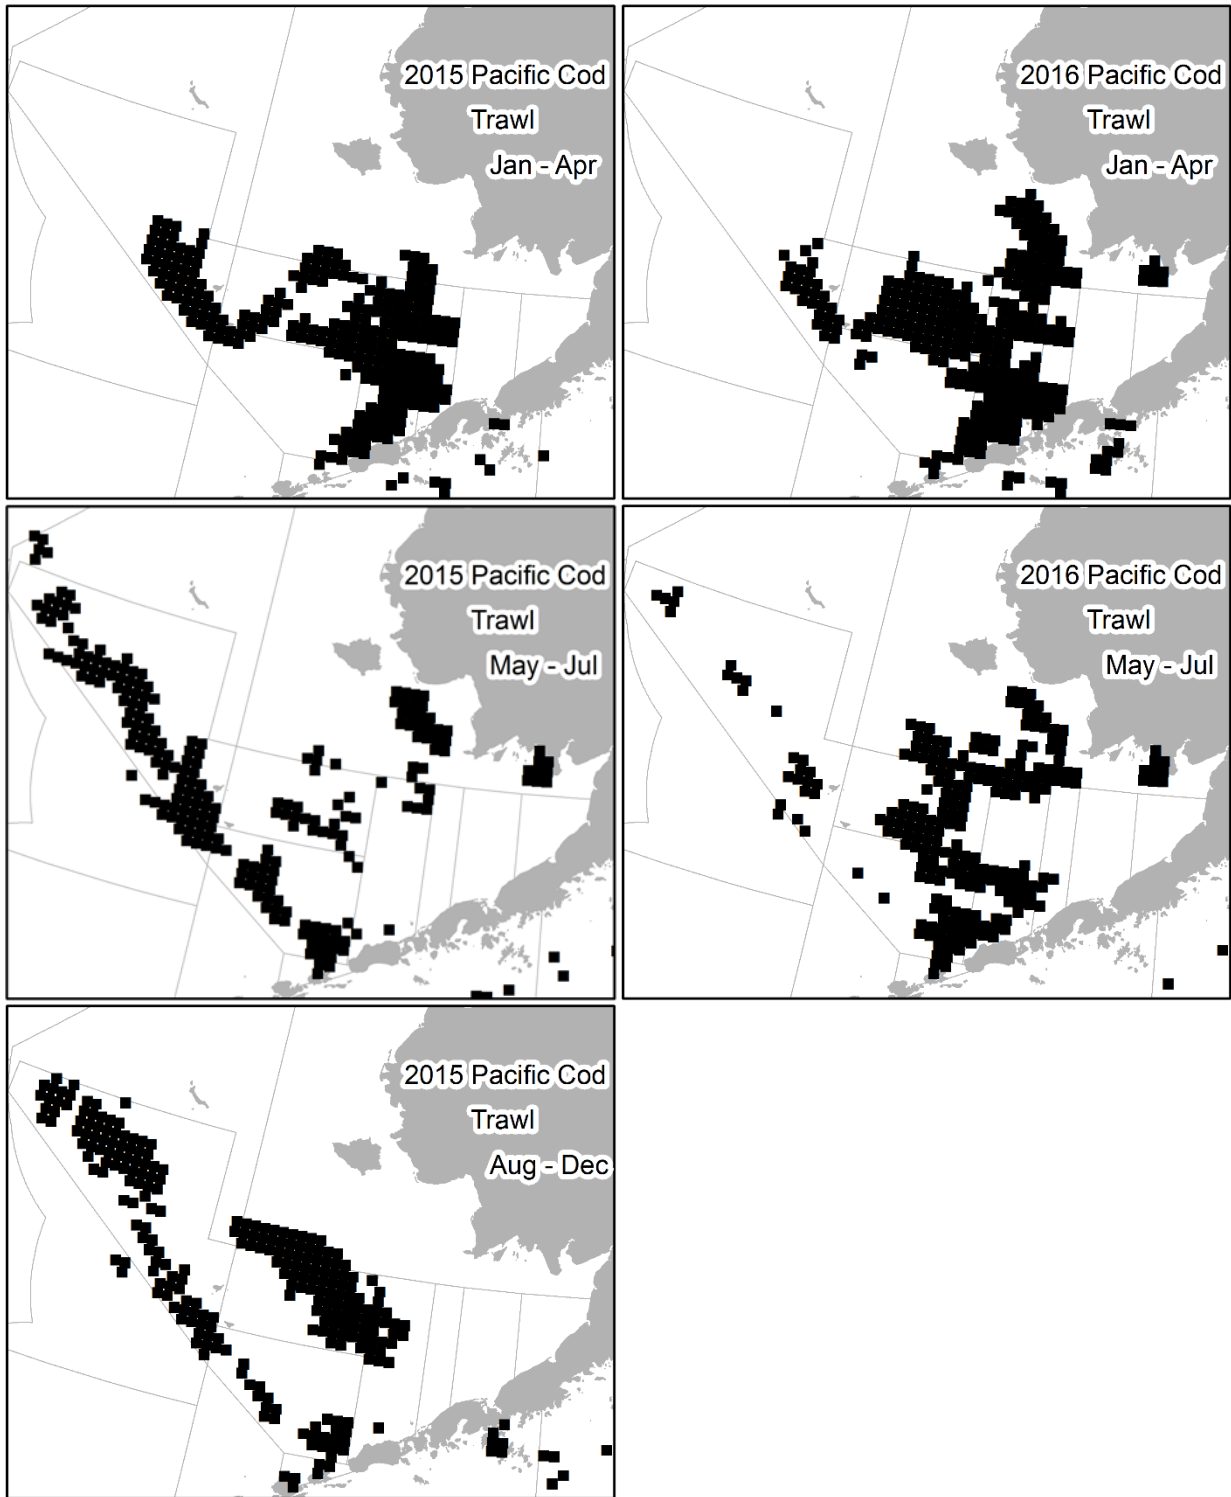 2015 Pacific Cod
Trawl
Jan - Apr
2016 Pacific Cod
Trawl
Jan - Apr
2015 Pacific Cod
Trawl
May - Jul
2016 Pacific Cod
Trawl
May - Jul
2015 Pacific Cod
Trawl
Aug - Dec